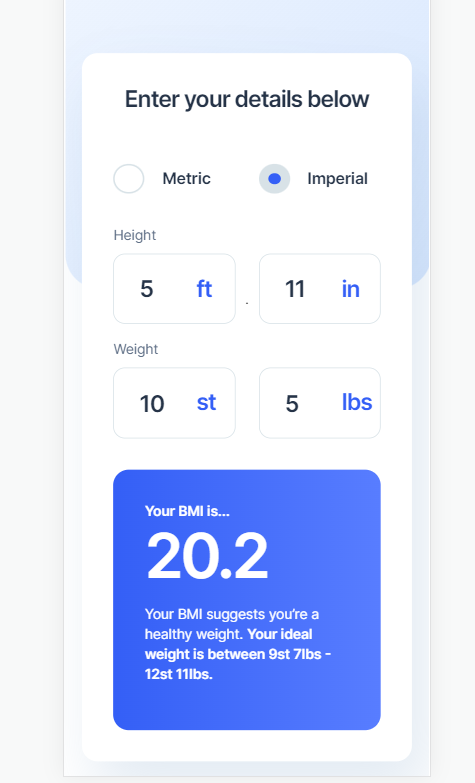 Enter your details below
Metric Imperial
Height
5 ft . 11 in
Weight
10 st 5 lbs
Your BMI is...
20.2
Your BMI suggests you’re a
healthy weight. Your ideal
weight is between 9st 7lbs -
12st 11lbs.